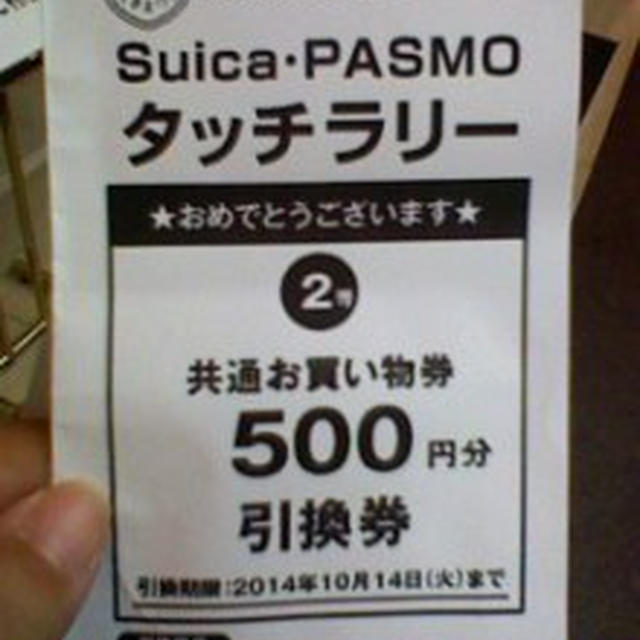 Suica・PASMO
タッチラリー
★おめでとうございます★
2等
共通お買い物券
500円分
引換券
引換期限:2014年10月14日(火)まで